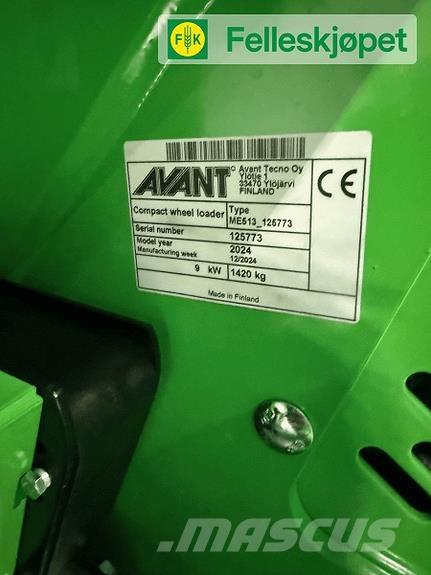 FK Felleskjøpet
AVANT
Avant Tecno Oy
Ylötie 1
33470 Ylöjärvi
FINLAND
CE
Compact wheel loader
Type
ME513_125773
Serial number
125773
Model year
2024
Manufacturing week
12/2024
9 kW
1420 kg
Made in Finland
MASCUS